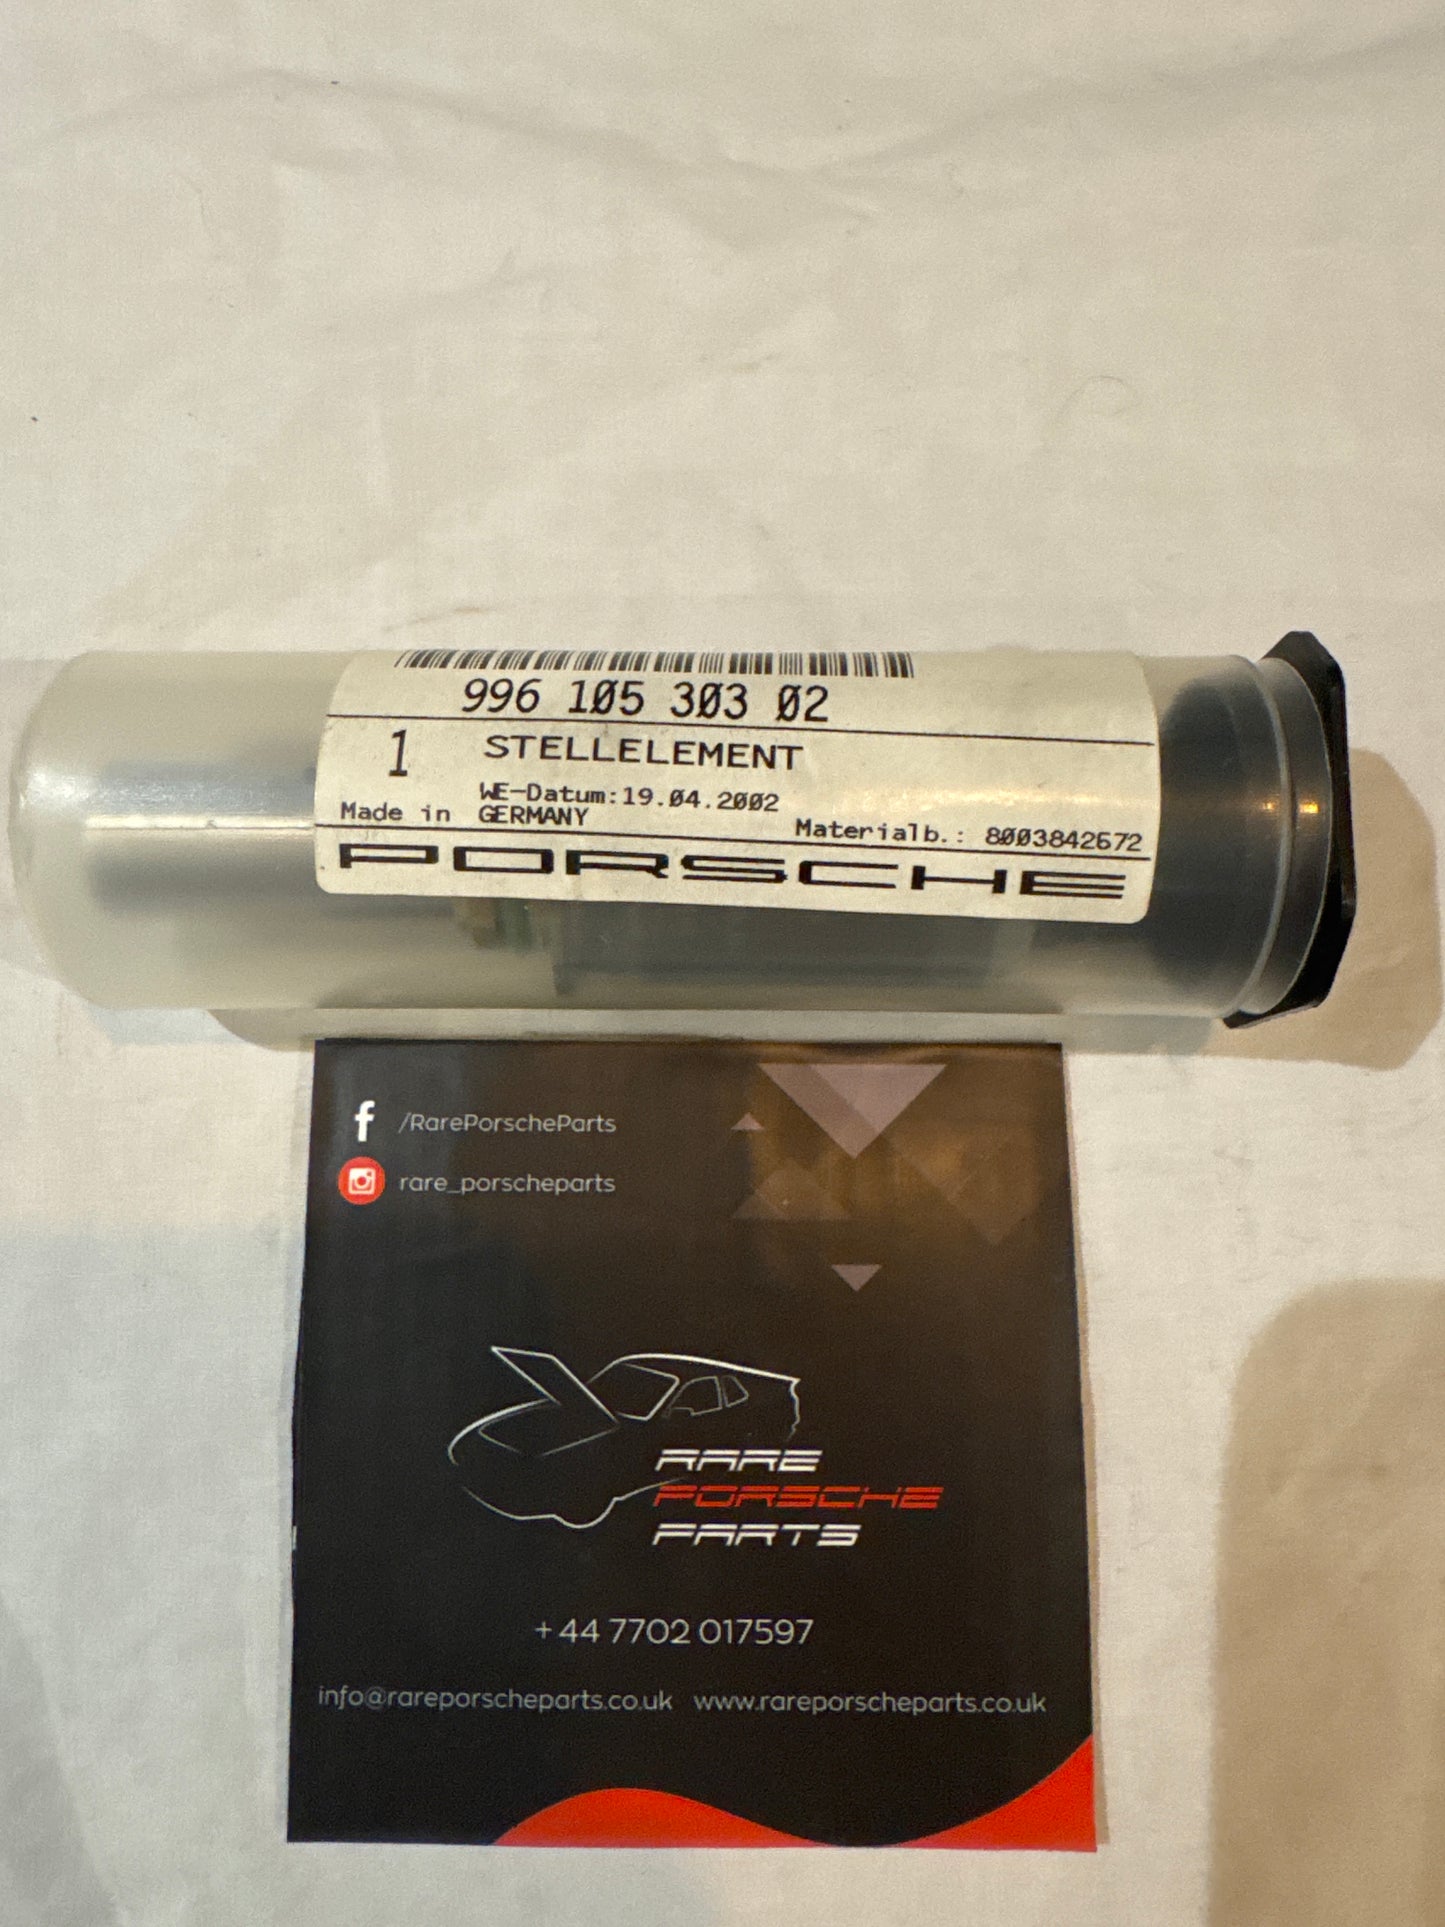 996 105 303 02
1 STELLELEMENT
WE-Datum:19.04.2002
Made in GERMANY
Materialb.: 8003842672
PORSCHE
f /RarePorscheParts
rare_porscheparts
RARE
PORSCHE
PARTS
+44 7702 017597
info@rareporscheparts.co.uk www.rareporscheparts.co.uk